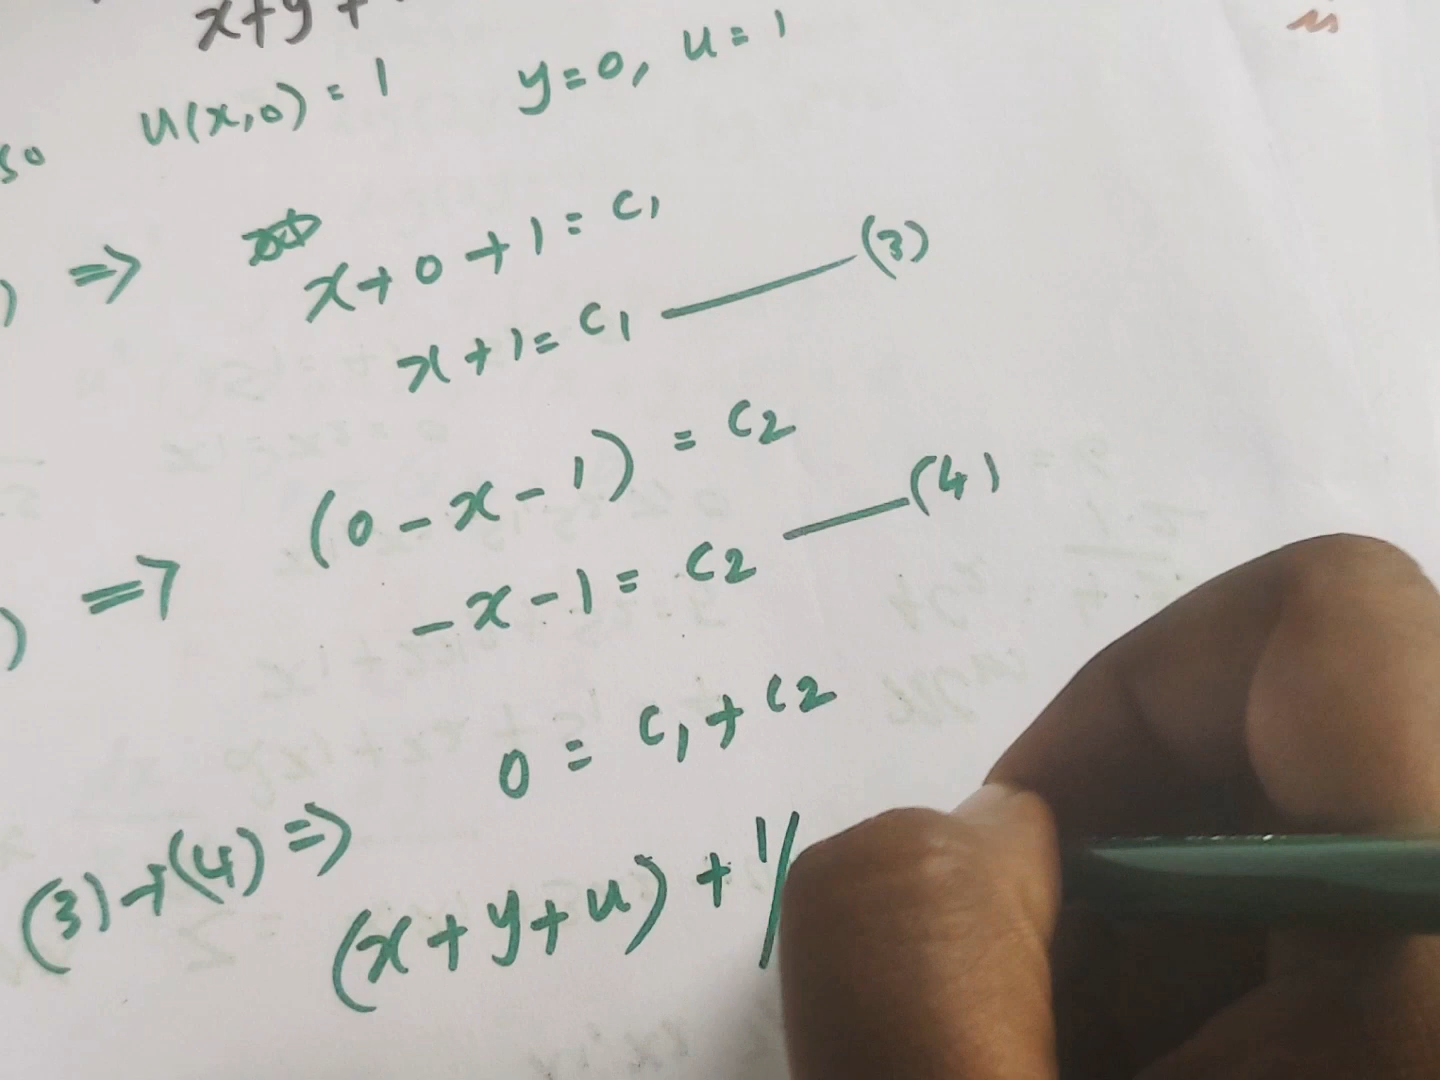 x+y+
so u(x,0) = 1 y=0, u=1
) => x+0+1 = c1
x+1 = c1 ——— (3)
) => (0-x-1) = c2
-x-1 = c2 ——— (4)
0 = c1+c2
(3)+(4) =>
(x+y+u) + 1/